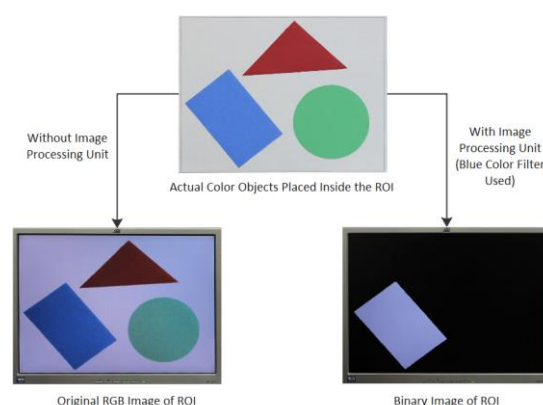 Without Image
Processing Unit
With Image
Processing Unit
(Blue Color Filter
Used)
Actual Color Objects Placed Inside the ROI
Original RGB Image of ROI
Binary Image of ROI